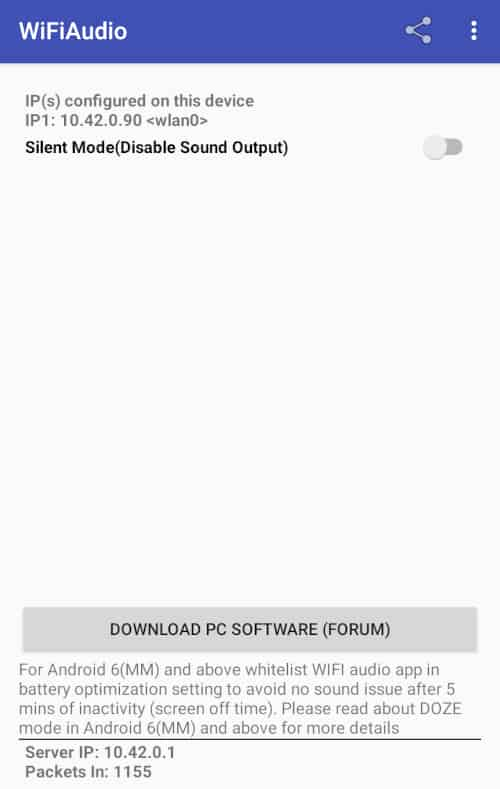 WiFiAudio
IP(s) configured on this device
IP1: 10.42.0.90 <wlan0>
Silent Mode(Disable Sound Output)
DOWNLOAD PC SOFTWARE (FORUM)
For Android 6(MM) and above whitelist WIFI audio app in
battery optimization setting to avoid no sound issue after 5
mins of inactivity (screen off time). Please read about DOZE
mode in Android 6(MM) and above for more details
Server IP: 10.42.0.1
Packets In: 1155